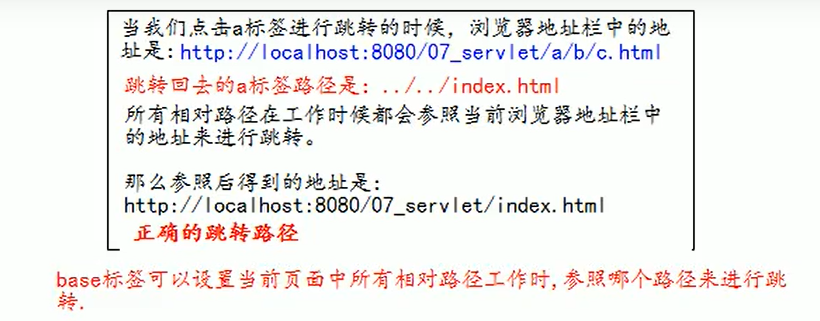 当我们点击a标签进行跳转的时候，浏览器地址栏中的地
址是：http://localhost:8080/07_servlet/a/b/c.html
跳转回去的a标签路径是：../../index.html
所有相对路径在工作时候都会参照当前浏览器地址栏中
的地址来进行跳转。
那么参照后得到的地址是：
http://localhost:8080/07_servlet/index.html
正确的跳转路径
base标签可以设置当前页面中所有相对路径工作时,参照哪个路径来进行跳
转.